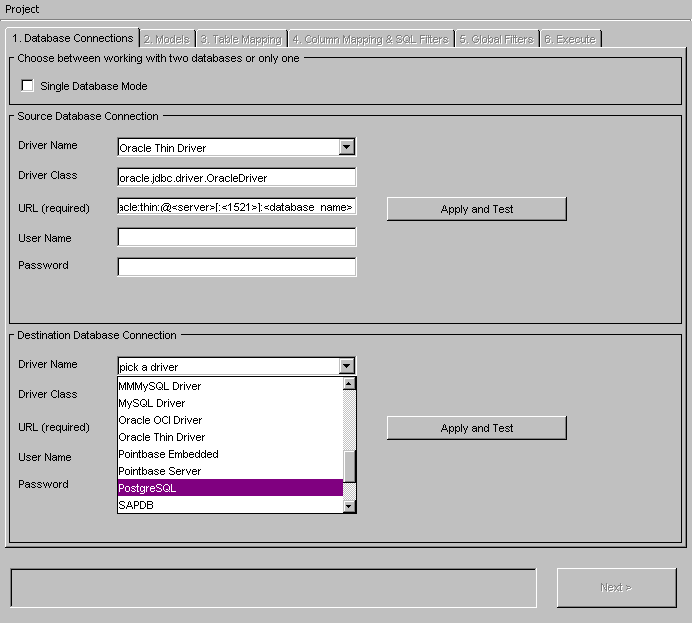 Project
1. Database Connections 2. Models 3. Table Mapping 4. Column Mapping & SQL Filters 5. Global Filters 6. Execute
Choose between working with two databases or only one
Single Database Mode
Source Database Connection
Driver Name Oracle Thin Driver
Driver Class oracle.jdbc.driver.OracleDriver
URL (required) acle:thin:@<server>[:<1521>]:<database_name> Apply and Test
User Name
Password
Destination Database Connection
Driver Name pick a driver
MMMySQL Driver
Driver Class
MySQL Driver
Oracle OCI Driver
URL (required) Apply and Test
Oracle Thin Driver
User Name Pointbase Embedded
Pointbase Server
Password PostgreSQL
SAPDB
Next >